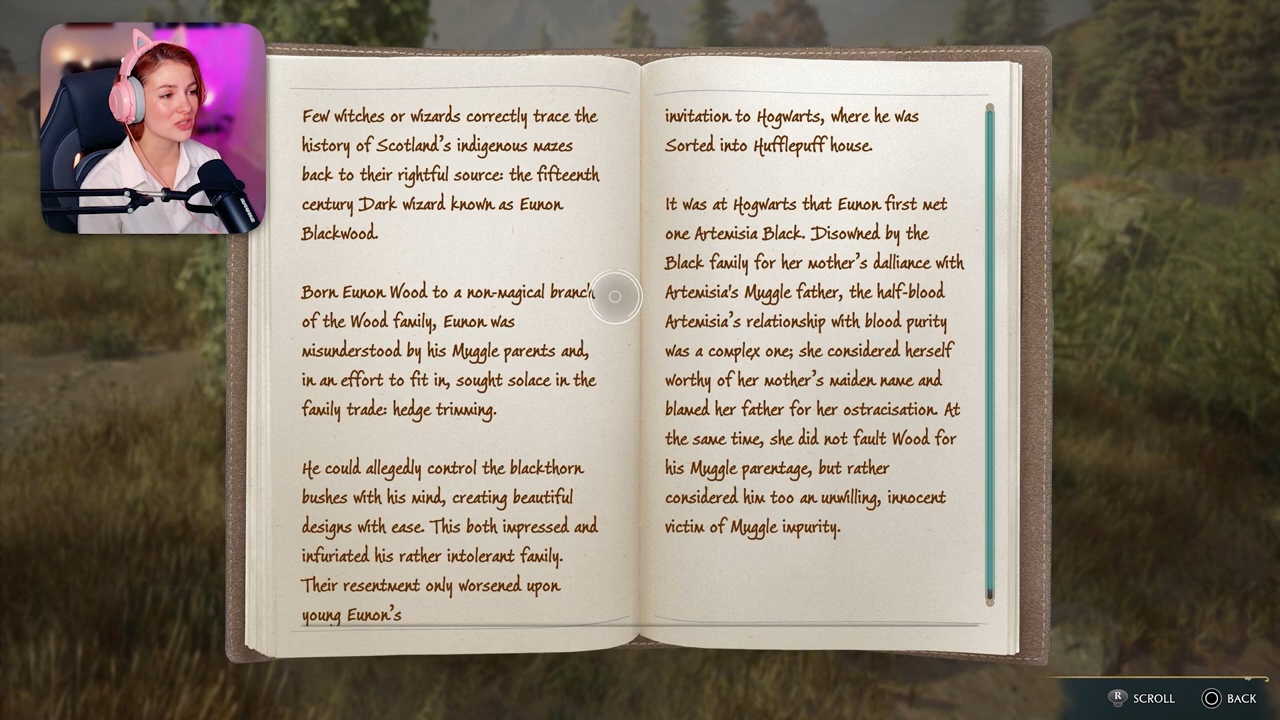 Few witches or wizards correctly trace the
history of Scotland's indigenous mazes
back to their rightful source: the fifteenth
century Dark wizard known as Eunon
Blackwood.
Born Eunon Wood to a non-magical branch
of the Wood family, Eunon was
misunderstood by his Muggle parents and,
in an effort to fit in, sought solace in the
family trade: hedge trimming.
He could allegedly control the blackthorn
bushes with his mind, creating beautiful
designs with ease. This both impressed and
infuriated his rather intolerant family.
Their resentment only worsened upon
young Eunon's
invitation to Hogwarts, where he was
Sorted into Hufflepuff house.
It was at Hogwarts that Eunon first met
one Artemisia Black. Disowned by the
Black family for her mother's dalliance with
Artemisia's Muggle father, the half-blood
Artemisia's relationship with blood purity
was a complex one; she considered herself
worthy of her mother's maiden name and
blamed her father for her ostracisation. At
the same time, she did not fault Wood for
his Muggle parentage, but rather
considered him too an unwilling, innocent
victim of Muggle impurity.
R SCROLL BACK